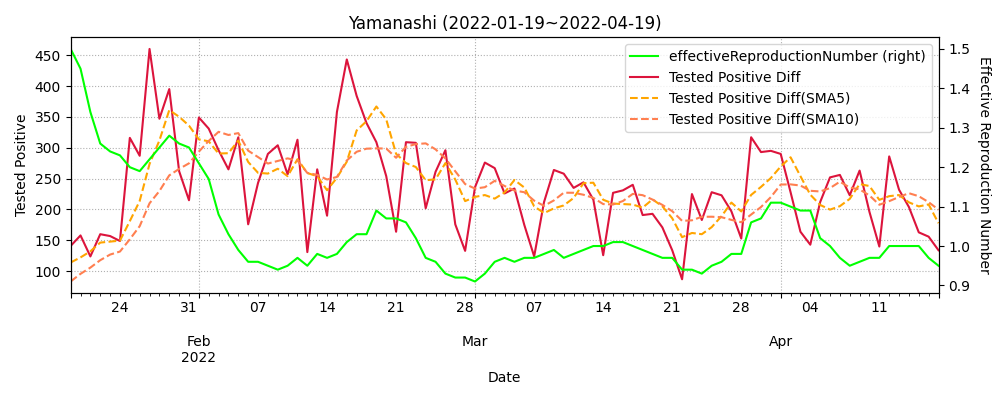 Yamanashi (2022-01-19~2022-04-19)
effectiveReproductionNumber (right)
Tested Positive Diff
Tested Positive Diff(SMA5)
Tested Positive Diff(SMA10)
Tested Positive
450
400
350
300
250
200
150
100
1.5
1.4
1.3
1.2
1.1
1.0
0.9
Effective Reproduction Number
24 31 07 14 21 28 07 14 21 28 04 11
Feb Mar Apr
2022
Date